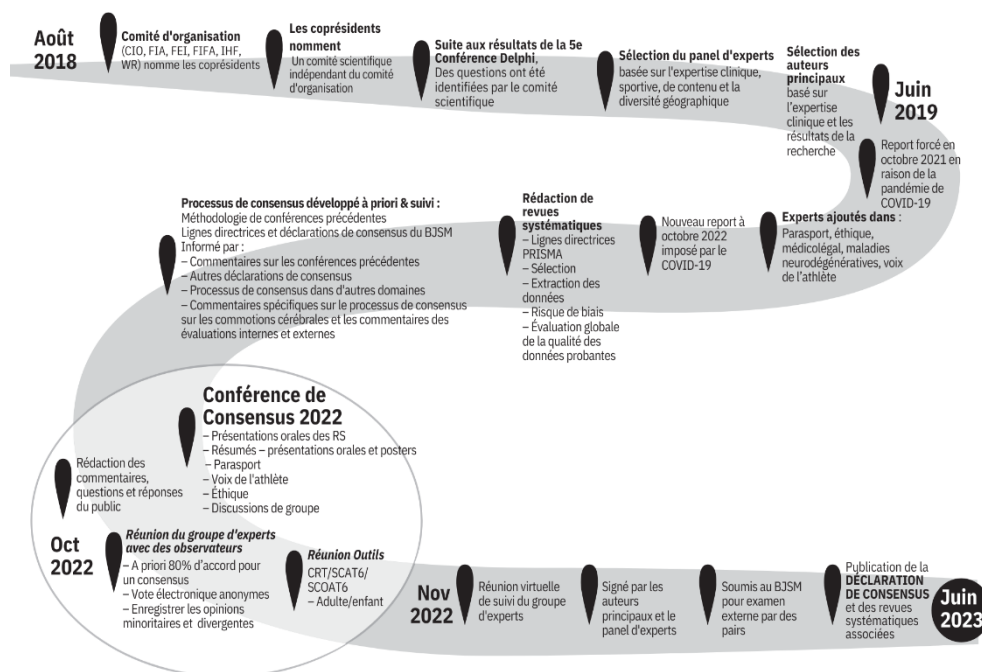 Août
2018
Comité d'organisation
(CIO, FIA, FEI, FIFA, IHF,
WR) nomme les coprésidents
Les coprésidents
nomment
Un comité scientifique
indépendant du comité
d'organisation
Suite aux résultats de la 5e
Conférence Delphi,
Des questions ont été
identifiées par le comité
scientifique
Sélection du panel d'experts
basée sur l'expertise clinique,
sportive, de contenu et la
diversité géographique
Sélection des
auteurs
principaux
basé sur
l'expertise
clinique et les
résultats de la
recherche
Juin
2019
Report forcé en
octobre 2021 en
raison de la
pandémie de
COVID-19
Experts ajoutés dans :
Parasport, éthique,
médicolégal, maladies
neurodégénératives, voix
de l'athlète
Nouveau report à
octobre 2022
imposé par le
COVID-19
Rédaction de
revues
systématiques
– Lignes directrices
PRISMA
– Sélection
– Extraction des
données
– Risque de biais
– Évaluation globale
de la qualité des
données probantes
Processus de consensus développé à priori & suivi :
Méthodologie de conférences précédentes
Lignes directrices et déclarations de consensus du BJSM
Informé par :
– Commentaires sur les conférences précédentes
– Autres déclarations de consensus
– Processus de consensus dans d'autres domaines
– Commentaires spécifiques sur le processus de consensus
sur les commotions cérébrales et les commentaires des
évaluations internes et externes
Conférence de
Consensus 2022
– Présentations orales des RS
– Résumés – présentations orales et posters
– Parasport
– Voix de l'athlète
– Éthique
– Discussions de groupe
Rédaction des
commentaires,
questions et réponses
du public
Oct
2022
Réunion du groupe d'experts
avec des observateurs
– A priori 80% d'accord pour
un consensus
– Vote électronique anonymes
– Enregistrer les opinions
minoritaires et divergentes
Réunion Outils
CRT/SCAT6/
SCOAT6
– Adulte/enfant
Nov
2022
Réunion virtuelle
de suivi du groupe
d'experts
Signé par les
auteurs
principaux et le
panel d'experts
Soumis au BJSM
pour examen
externe par des
pairs
Publication de la
DÉCLARATION
DE CONSENSUS
et des revues
systématiques
associées
Juin
2023